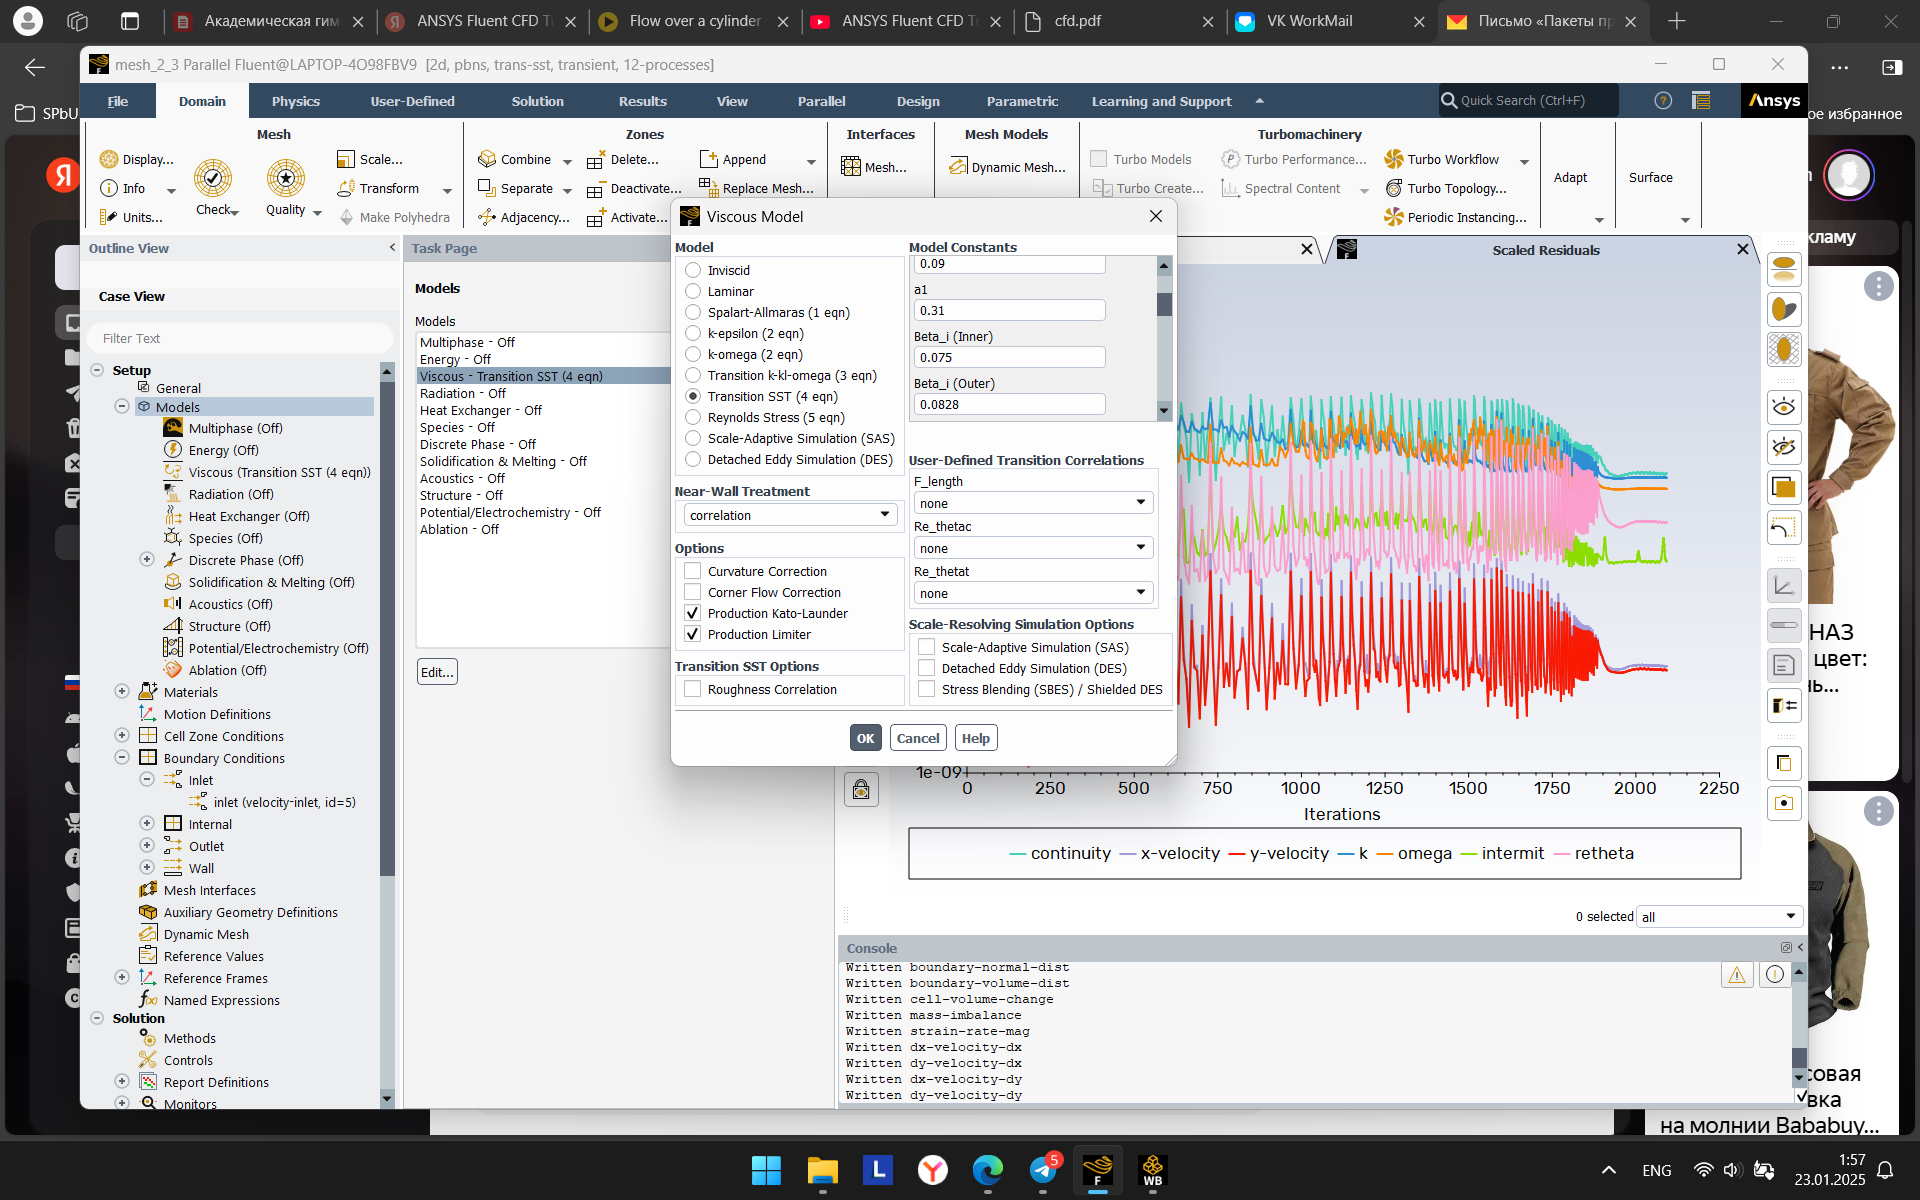 Академическая гим
ANSYS Fluent CFD Tu
Flow over a cylinder
ANSYS Fluent CFD Tu
cfd.pdf
VK WorkMail
Письмо «Пакеты пр
mesh_2_3 Parallel Fluent@LAPTOP-4O98FBV9 [2d, pbns, trans-sst, transient, 12-processes]
SPbU
ое избранное
File
Domain
Physics
User-Defined
Solution
Results
View
Parallel
Design
Parametric
Learning and Support
Quick Search (Ctrl+F)
Ansys
Mesh
Display...
Info
Units...
Check
Quality
Scale...
Transform
Make Polyhedra
Zones
Combine
Separate
Adjacency...
Delete...
Deactivate...
Activate...
Append
Replace Mesh...
Interfaces
Mesh...
Mesh Models
Dynamic Mesh...
Turbomachinery
Turbo Models
Turbo Create...
Turbo Performance...
Spectral Content
Turbo Workflow
Turbo Topology...
Periodic Instancing...
Adapt
Surface
Outline View
Case View
Filter Text
Setup
General
Models
Multiphase (Off)
Energy (Off)
Viscous (Transition SST (4 eqn))
Radiation (Off)
Heat Exchanger (Off)
Species (Off)
Discrete Phase (Off)
Solidification & Melting (Off)
Acoustics (Off)
Structure (Off)
Potential/Electrochemistry (Off)
Ablation (Off)
Materials
Motion Definitions
Cell Zone Conditions
Boundary Conditions
Inlet
inlet (velocity-inlet, id=5)
Internal
Outlet
Wall
Mesh Interfaces
Auxiliary Geometry Definitions
Dynamic Mesh
Reference Values
Reference Frames
Named Expressions
Solution
Methods
Controls
Report Definitions
Monitors
Task Page
Models
Models
Multiphase - Off
Energy - Off
Viscous - Transition SST (4 eqn)
Radiation - Off
Heat Exchanger - Off
Species - Off
Discrete Phase - Off
Solidification & Melting - Off
Acoustics - Off
Structure - Off
Potential/Electrochemistry - Off
Ablation - Off
Edit...
Viscous Model
Model
Inviscid
Laminar
Spalart-Allmaras (1 eqn)
k-epsilon (2 eqn)
k-omega (2 eqn)
Transition k-kl-omega (3 eqn)
Transition SST (4 eqn)
Reynolds Stress (5 eqn)
Scale-Adaptive Simulation (SAS)
Detached Eddy Simulation (DES)
Near-Wall Treatment
correlation
Options
Curvature Correction
Corner Flow Correction
Production Kato-Launder
Production Limiter
Transition SST Options
Roughness Correlation
Model Constants
0.09
a1
0.31
Beta_i (Inner)
0.075
Beta_i (Outer)
0.0828
User-Defined Transition Correlations
F_length
none
Re_thetac
none
Re_thetat
none
Scale-Resolving Simulation Options
Scale-Adaptive Simulation (SAS)
Detached Eddy Simulation (DES)
Stress Blending (SBES) / Shielded DES
OK
Cancel
Help
Scaled Residuals
1e-09
0
250
500
750
1000
1250
1500
1750
2000
2250
Iterations
continuity
x-velocity
y-velocity
k
omega
intermit
retheta
0 selected
all
Console
Written boundary-normal-dist
Written boundary-volume-dist
Written cell-volume-change
Written mass-imbalance
Written strain-rate-mag
Written dx-velocity-dx
Written dy-velocity-dx
Written dx-velocity-dy
Written dy-velocity-dy
кламу
НАЗ
цвет:
ь...
совая
вка
на молнии Bababuy...
5
WB
ENG
1:57
23.01.2025